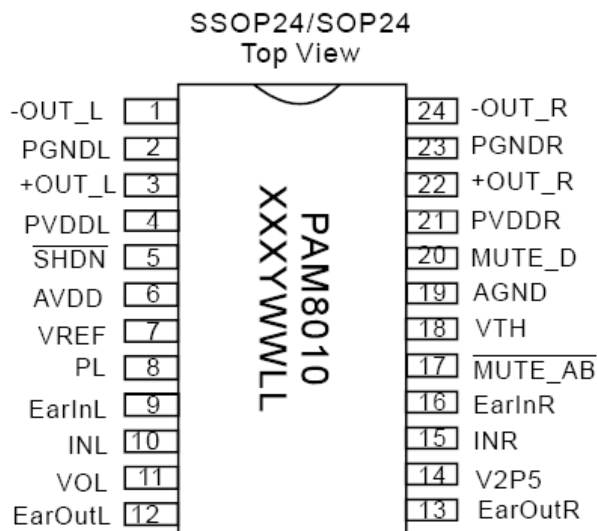 SSOP24/SOP24
Top View
-OUT_L 1 24 -OUT_R
PGNDL 2 23 PGNDR
+OUT_L 3 22 +OUT_R
PVDDL 4 21 PVDDR
SHDN 5 20 MUTE_D
AVDD 6 19 AGND
VREF 7 18 VTH
PL 8 17 MUTE_AB
EarInL 9 16 EarInR
INL 10 15 INR
VOL 11 14 V2P5
EarOutL 12 13 EarOutR
PAM8010
XXXYWWLL